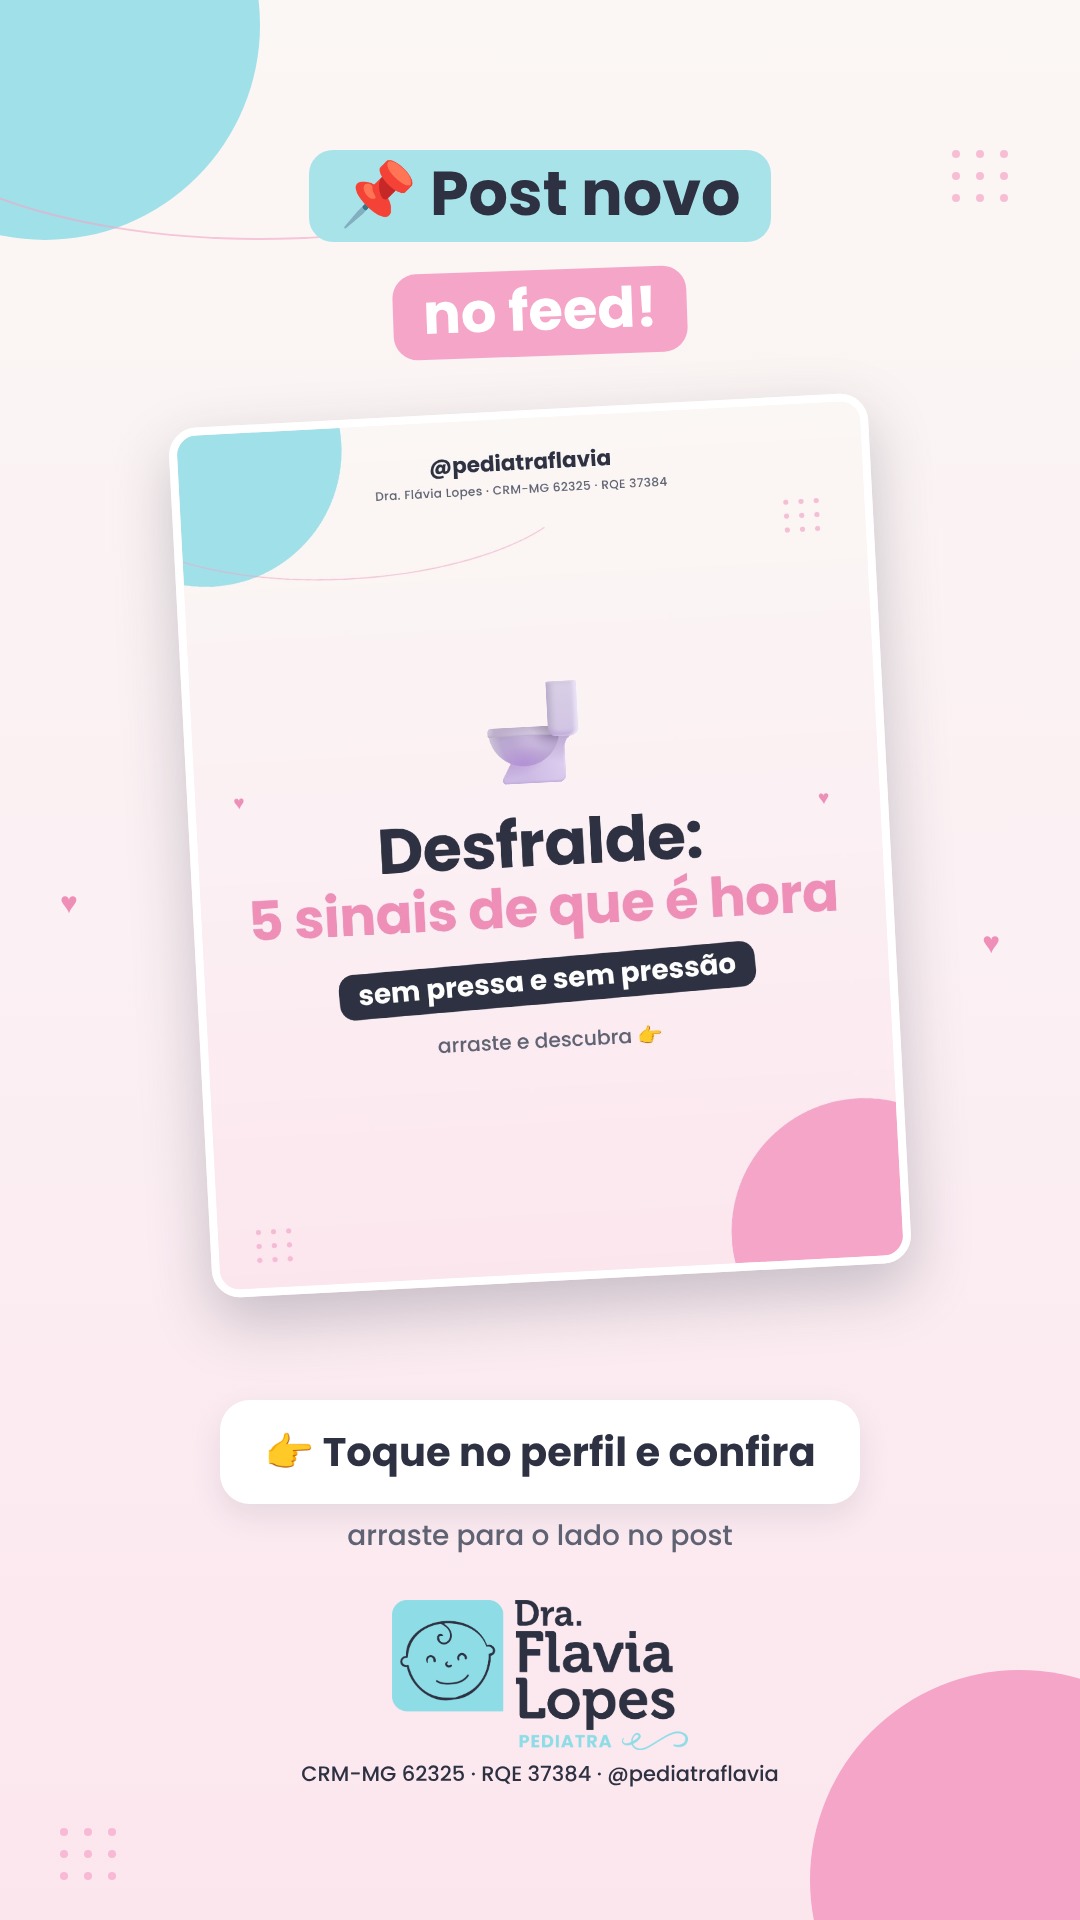 📌 Post novo
no feed!
@pediatraflavia
Dra. Flávia Lopes · CRM-MG 62325 · RQE 37384
Desfralde:
5 sinais de que é hora
sem pressa e sem pressão
arraste e descubra 👉
👉 Toque no perfil e confira
arraste para o lado no post
Dra.
Flavia
Lopes
PEDIATRA
CRM-MG 62325 · RQE 37384 · @pediatraflavia